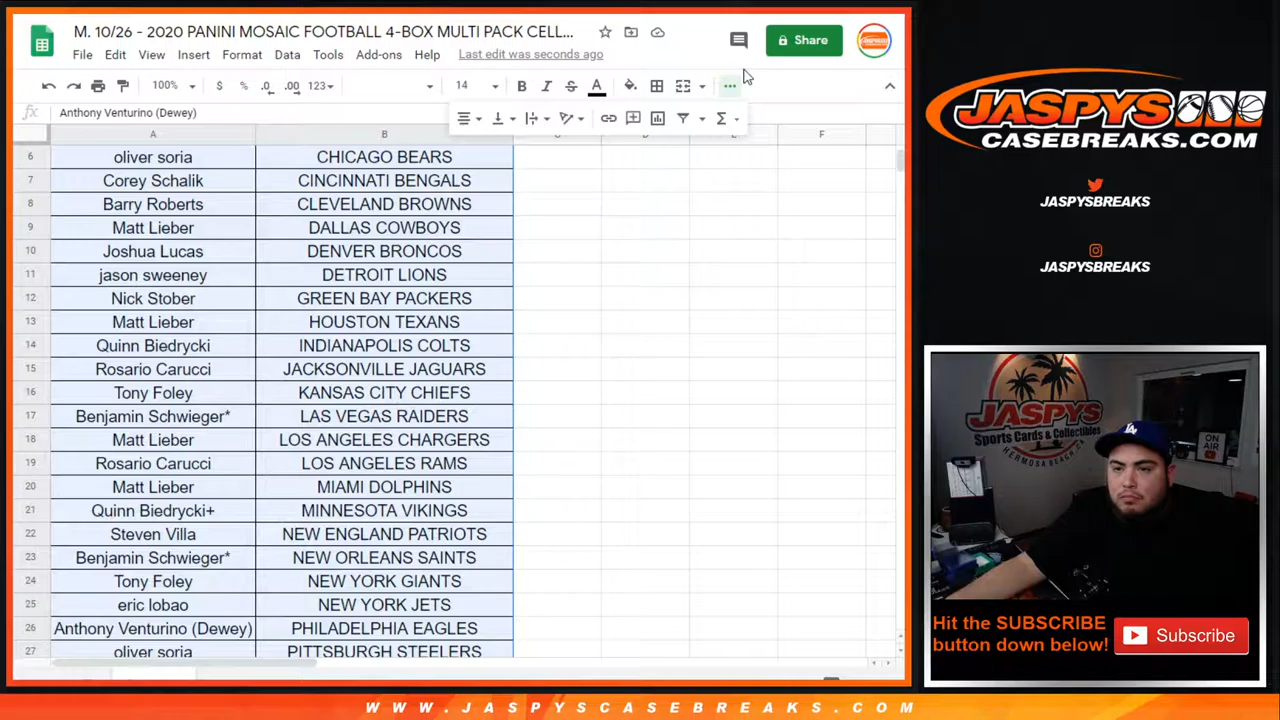 M. 10/26 - 2020 PANINI MOSAIC FOOTBALL 4-BOX MULTI PACK CELL...
Share
File Edit View Insert Format Data Tools Add-ons Help Last edit was seconds ago
100% $ % .0 .00 123 14 B I S A
fx Anthony Venturino (Dewey)
A B F
6 oliver soria CHICAGO BEARS
7 Corey Schalik CINCINNATI BENGALS
8 Barry Roberts CLEVELAND BROWNS
9 Matt Lieber DALLAS COWBOYS
10 Joshua Lucas DENVER BRONCOS
11 jason sweeney DETROIT LIONS
12 Nick Stober GREEN BAY PACKERS
13 Matt Lieber HOUSTON TEXANS
14 Quinn Biedrycki INDIANAPOLIS COLTS
15 Rosario Carucci JACKSONVILLE JAGUARS
16 Tony Foley KANSAS CITY CHIEFS
17 Benjamin Schwieger* LAS VEGAS RAIDERS
18 Matt Lieber LOS ANGELES CHARGERS
19 Rosario Carucci LOS ANGELES RAMS
20 Matt Lieber MIAMI DOLPHINS
21 Quinn Biedrycki+ MINNESOTA VIKINGS
22 Steven Villa NEW ENGLAND PATRIOTS
23 Benjamin Schwieger* NEW ORLEANS SAINTS
24 Tony Foley NEW YORK GIANTS
25 eric lobao NEW YORK JETS
26 Anthony Venturino (Dewey) PHILADELPHIA EAGLES
27 oliver soria PITTSBURGH STEELERS
JASPYS
CASEBREAKS.COM
JASPYSBREAKS
JASPYSBREAKS
JASPYS
Sports Cards & Collectibles
HERMOSA BEACH, C
ON AIR
LA
Hit the SUBSCRIBE
button down below!
Subscribe
WWW.JASPYSCASEBREAKS.COM